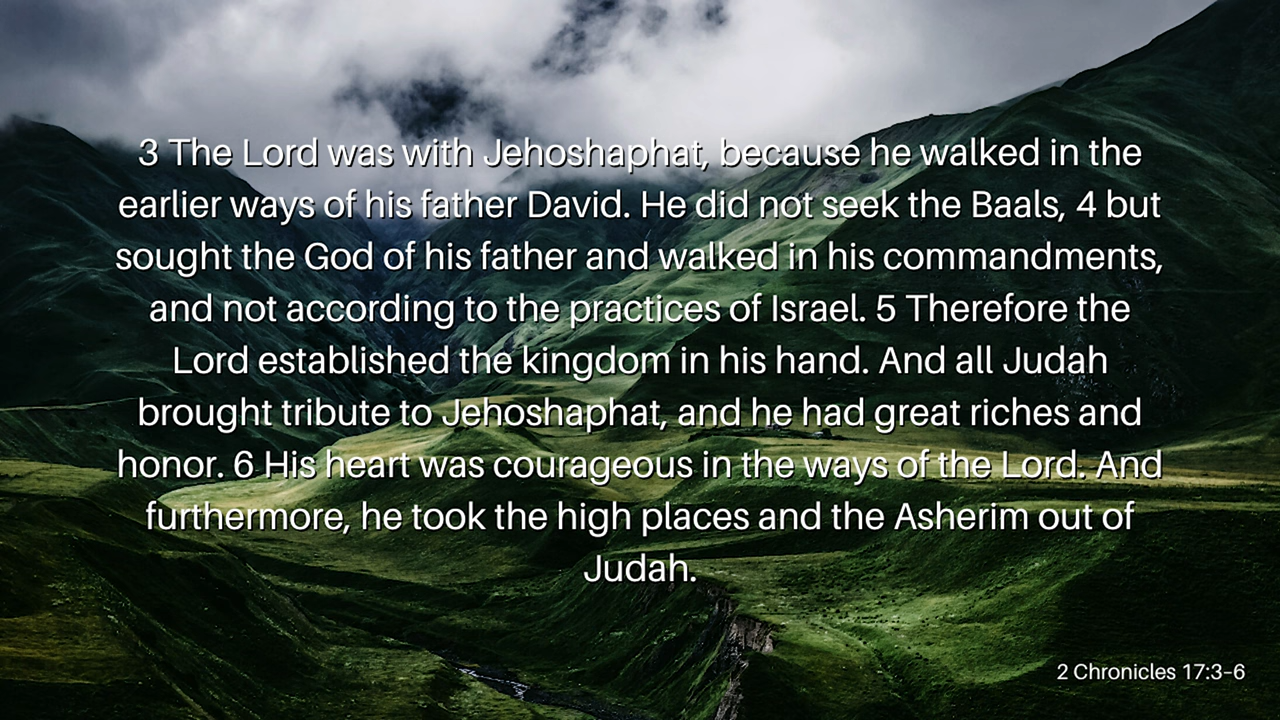 3 The Lord was with Jehoshaphat, because he walked in the
earlier ways of his father David. He did not seek the Baals, 4 but
sought the God of his father and walked in his commandments,
and not according to the practices of Israel. 5 Therefore the
Lord established the kingdom in his hand. And all Judah
brought tribute to Jehoshaphat, and he had great riches and
honor. 6 His heart was courageous in the ways of the Lord. And
furthermore, he took the high places and the Asherim out of
Judah.
2 Chronicles 17:3–6